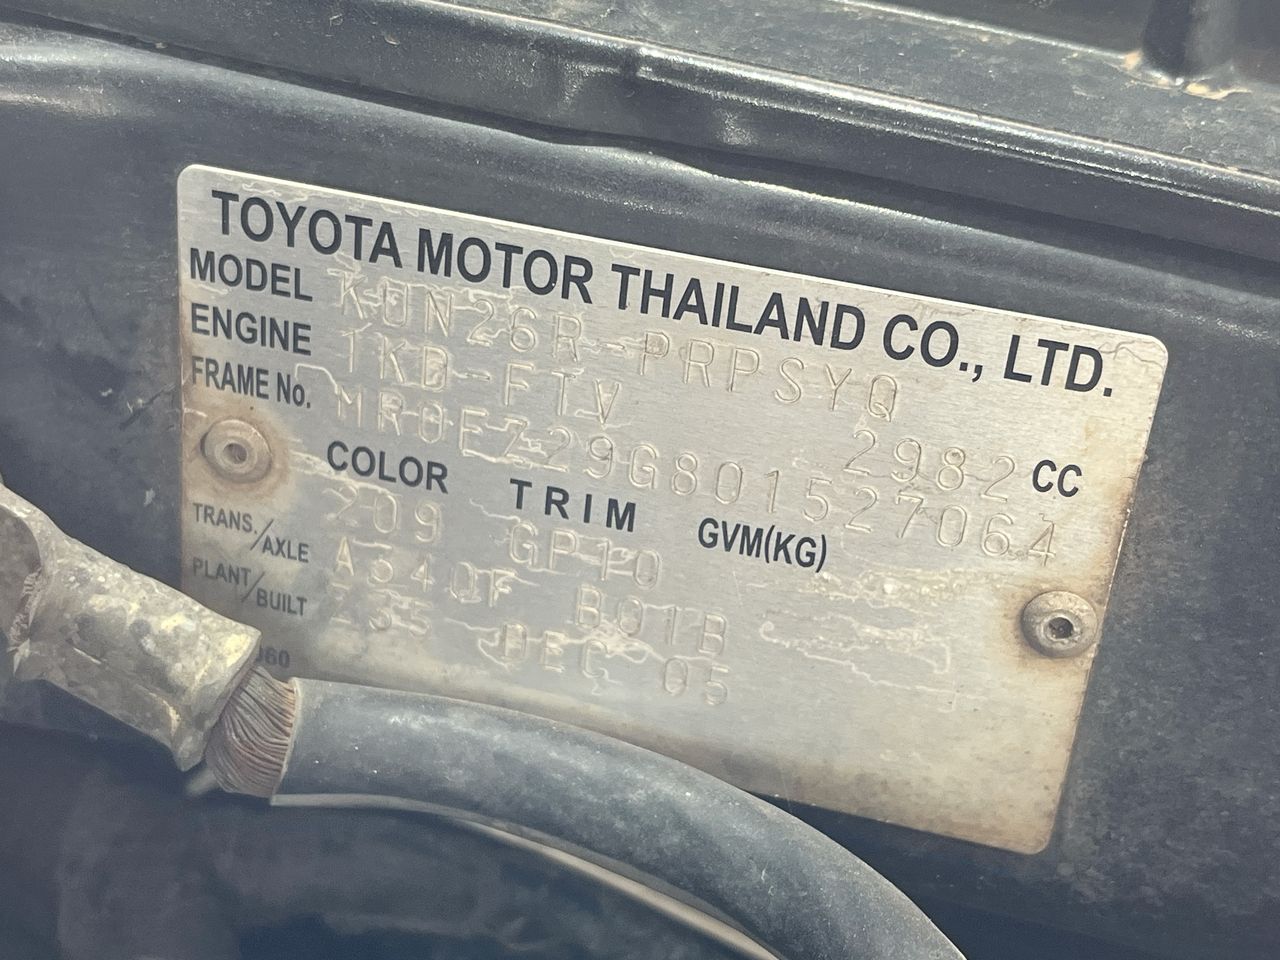 TOYOTA MOTOR THAILAND CO., LTD.
MODEL KUN26R-PRPSYQ
ENGINE 1KD-FTV 2982 CC
FRAME No. MR0EZ29G801527064
COLOR TRIM GVM(KG)
209 GP10
TRANS./AXLE A340F B01B
PLANT/BUILT 235 DEC 05
060